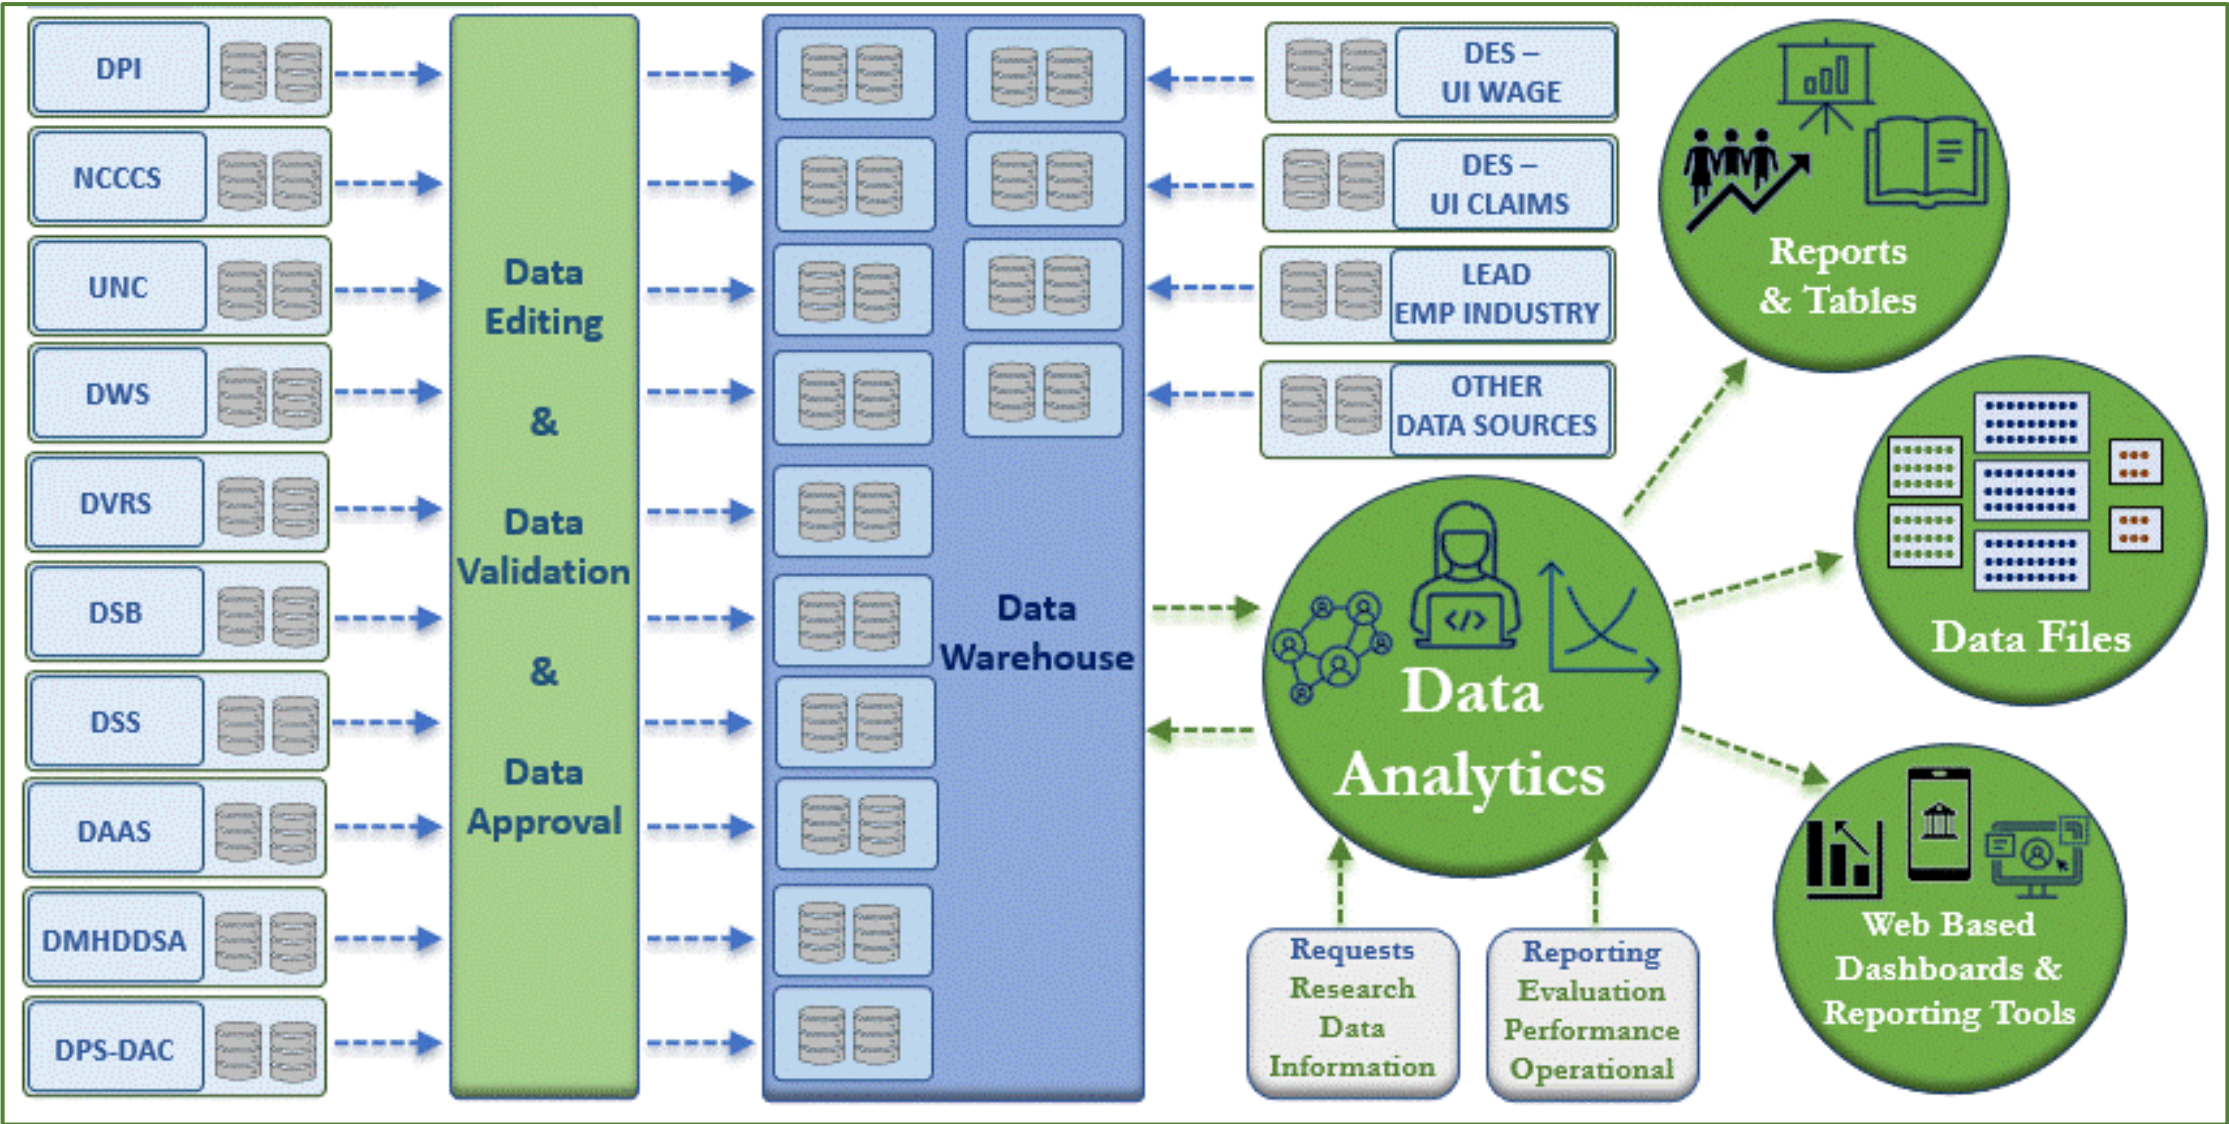 DPI
NCCCS
UNC
DWS
DVRS
DSB
DSS
DAAS
DMHDDSA
DPS-DAC
Data
Editing
&
Data
Validation
&
Data
Approval
Data
Warehouse
DES –
UI WAGE
DES –
UI CLAIMS
LEAD
EMP INDUSTRY
OTHER
DATA SOURCES
</>
Data
Analytics
Requests
Research
Data
Information
Reporting
Evaluation
Performance
Operational
Reports
& Tables
Data Files
Web Based
Dashboards &
Reporting Tools